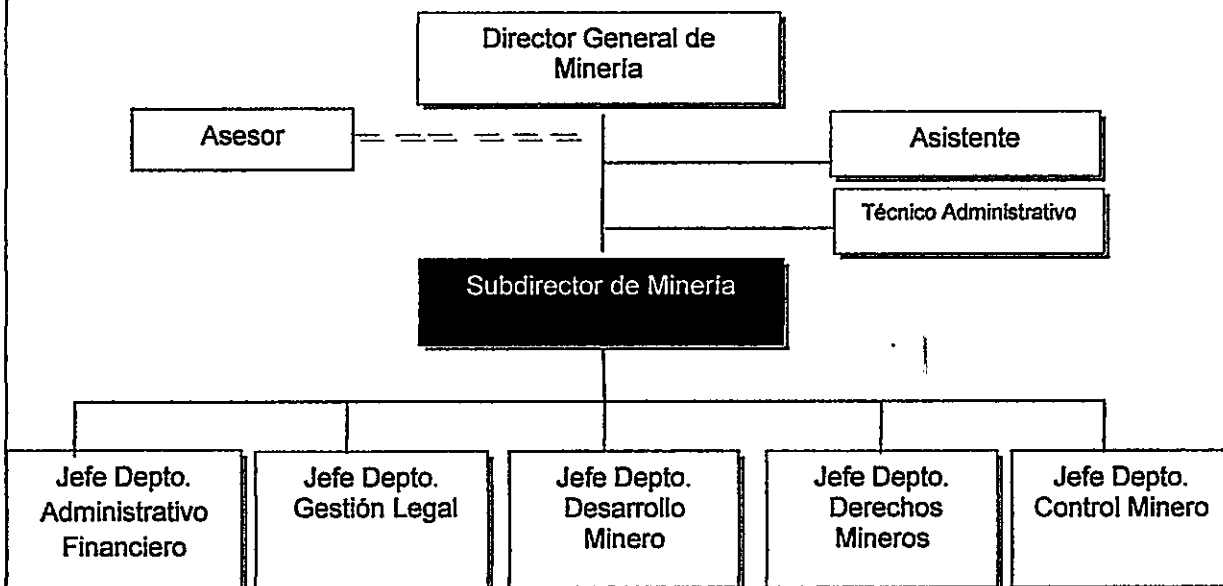 Director General de
Minería
Asesor
Asistente
Técnico Administrativo
Subdirector de Minería
Jefe Depto.
Administrativo
Financiero
Jefe Depto.
Gestión Legal
Jefe Depto.
Desarrollo
Minero
Jefe Depto.
Derechos
Mineros
Jefe Depto.
Control Minero